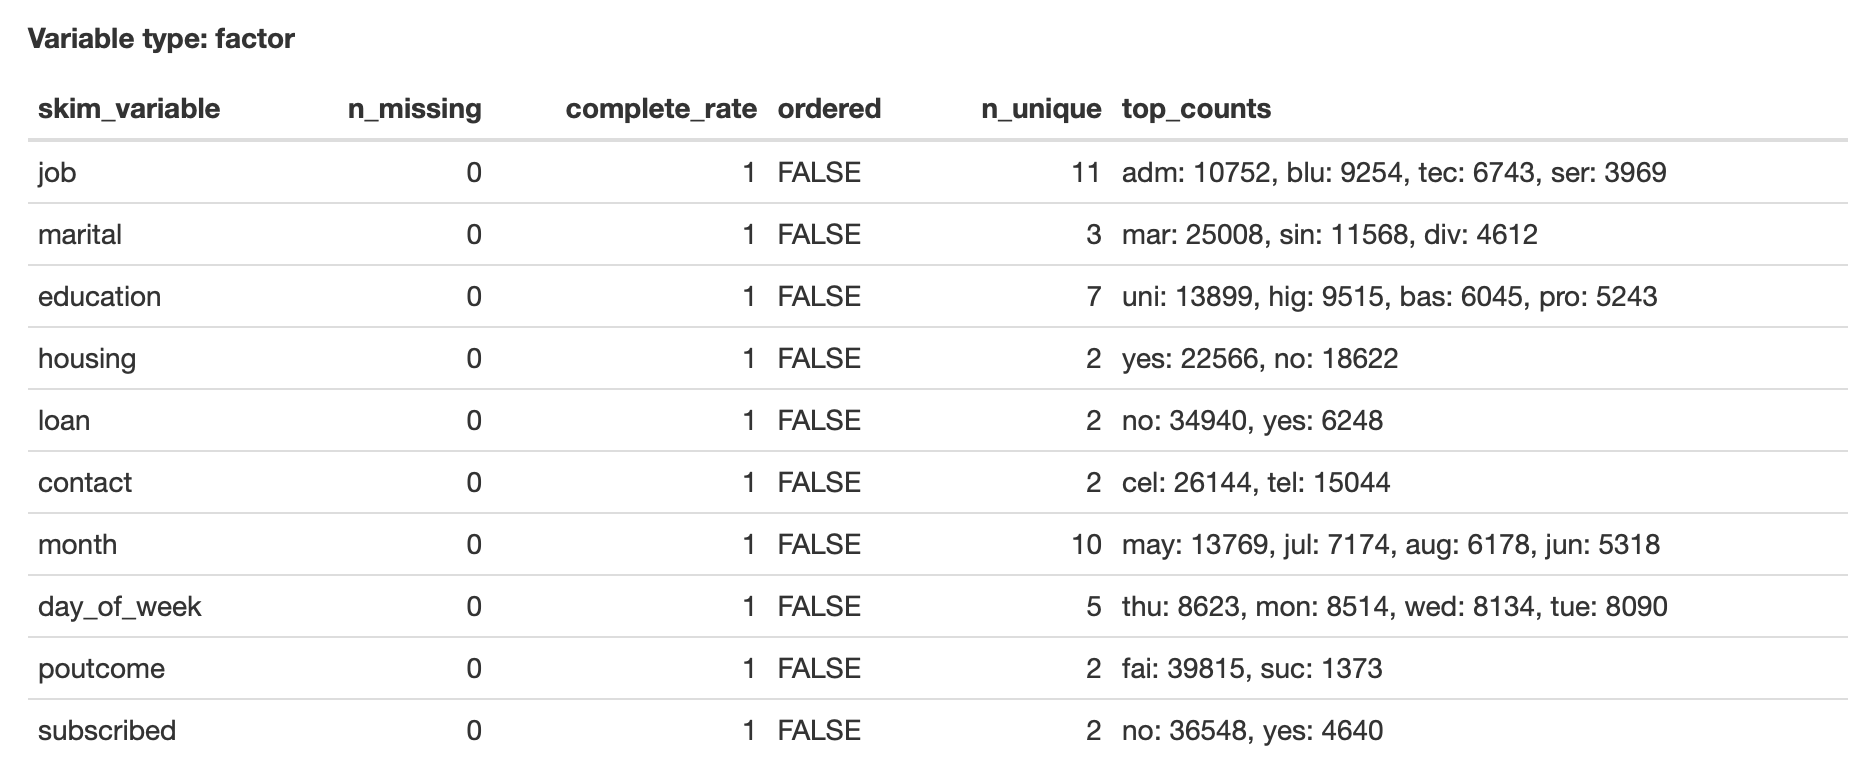 Variable type: factor
skim_variable n_missing complete_rate ordered n_unique top_counts
job 0 1 FALSE 11 adm: 10752, blu: 9254, tec: 6743, ser: 3969
marital 0 1 FALSE 3 mar: 25008, sin: 11568, div: 4612
education 0 1 FALSE 7 uni: 13899, hig: 9515, bas: 6045, pro: 5243
housing 0 1 FALSE 2 yes: 22566, no: 18622
loan 0 1 FALSE 2 no: 34940, yes: 6248
contact 0 1 FALSE 2 cel: 26144, tel: 15044
month 0 1 FALSE 10 may: 13769, jul: 7174, aug: 6178, jun: 5318
day_of_week 0 1 FALSE 5 thu: 8623, mon: 8514, wed: 8134, tue: 8090
poutcome 0 1 FALSE 2 fai: 39815, suc: 1373
subscribed 0 1 FALSE 2 no: 36548, yes: 4640